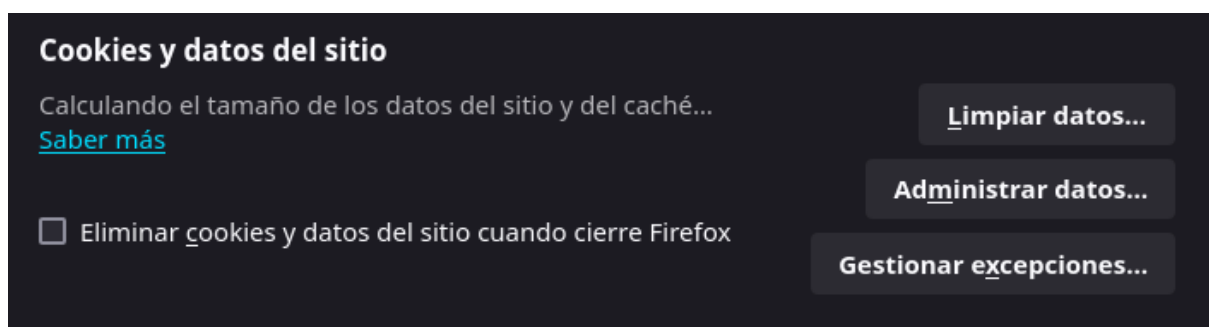 Cookies y datos del sitio
Calculando el tamaño de los datos del sitio y del caché...
Saber más
Limpiar datos...
Administrar datos...
Eliminar cookies y datos del sitio cuando cierre Firefox
Gestionar excepciones...